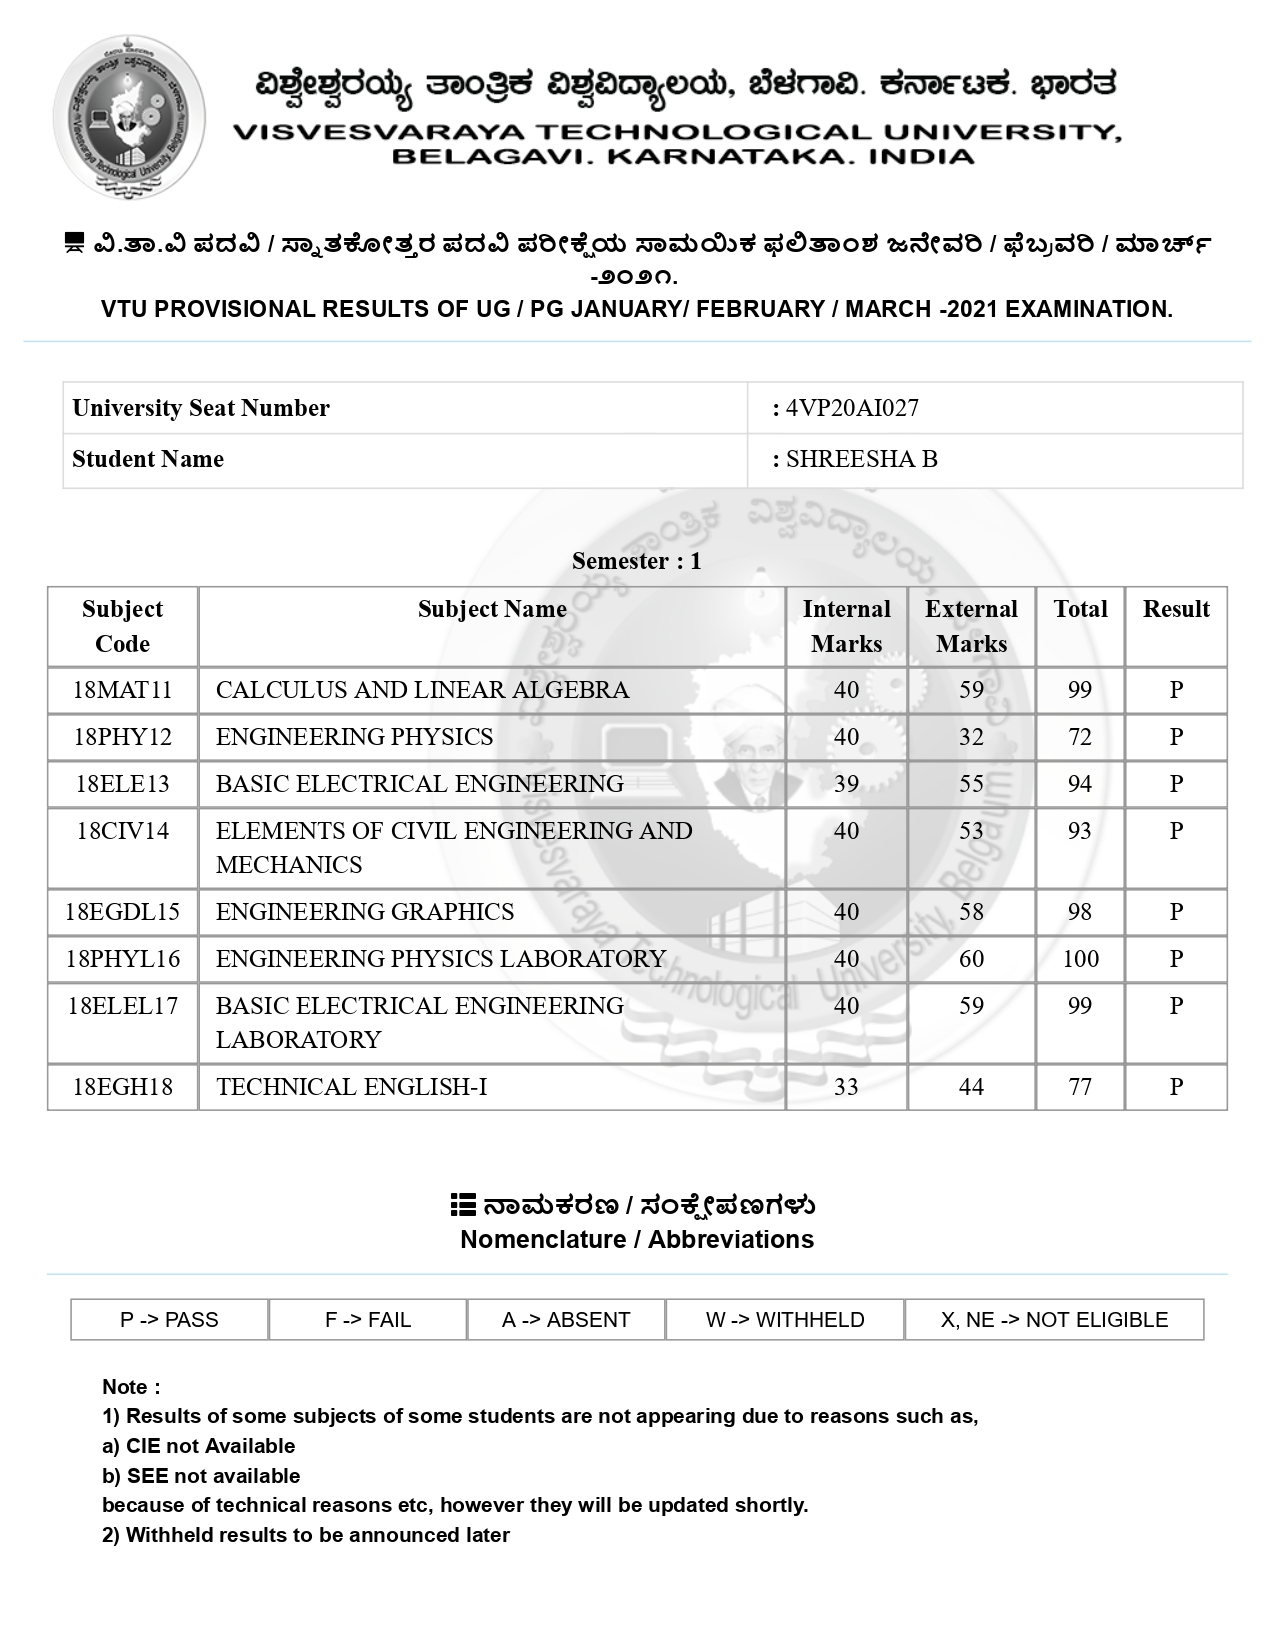 ವಿಶ್ವೇಶ್ವರಯ್ಯ ತಾಂತ್ರಿಕ ವಿಶ್ವವಿದ್ಯಾಲಯ, ಬೆಳಗಾವಿ. ಕರ್ನಾಟಕ. ಭಾರತ
VISVESVARAYA TECHNOLOGICAL UNIVERSITY,
BELAGAVI. KARNATAKA. INDIA
ವಿ.ತಾ.ವಿ ಪದವಿ / ಸ್ನಾತಕೋತ್ತರ ಪದವಿ ಪರೀಕ್ಷೆಯ ಸಾಮಯಿಕ ಫಲಿತಾಂಶ ಜನೇವರಿ / ಫೆಬ್ರವರಿ / ಮಾರ್ಚ್
-೨೦೨೧.
VTU PROVISIONAL RESULTS OF UG / PG JANUARY/ FEBRUARY / MARCH -2021 EXAMINATION.
University Seat Number : 4VP20AI027
Student Name : SHREESHA B
Semester : 1
Subject Code Subject Name Internal Marks External Marks Total Result
18MAT11 CALCULUS AND LINEAR ALGEBRA 40 59 99 P
18PHY12 ENGINEERING PHYSICS 40 32 72 P
18ELE13 BASIC ELECTRICAL ENGINEERING 39 55 94 P
18CIV14 ELEMENTS OF CIVIL ENGINEERING AND MECHANICS 40 53 93 P
18EGDL15 ENGINEERING GRAPHICS 40 58 98 P
18PHYL16 ENGINEERING PHYSICS LABORATORY 40 60 100 P
18ELEL17 BASIC ELECTRICAL ENGINEERING LABORATORY 40 59 99 P
18EGH18 TECHNICAL ENGLISH-I 33 44 77 P
ನಾಮಕರಣ / ಸಂಕ್ಷೇಪಣಗಳು
Nomenclature / Abbreviations
P -> PASS F -> FAIL A -> ABSENT W -> WITHHELD X, NE -> NOT ELIGIBLE
Note :
1) Results of some subjects of some students are not appearing due to reasons such as,
a) CIE not Available
b) SEE not available
because of technical reasons etc, however they will be updated shortly.
2) Withheld results to be announced later